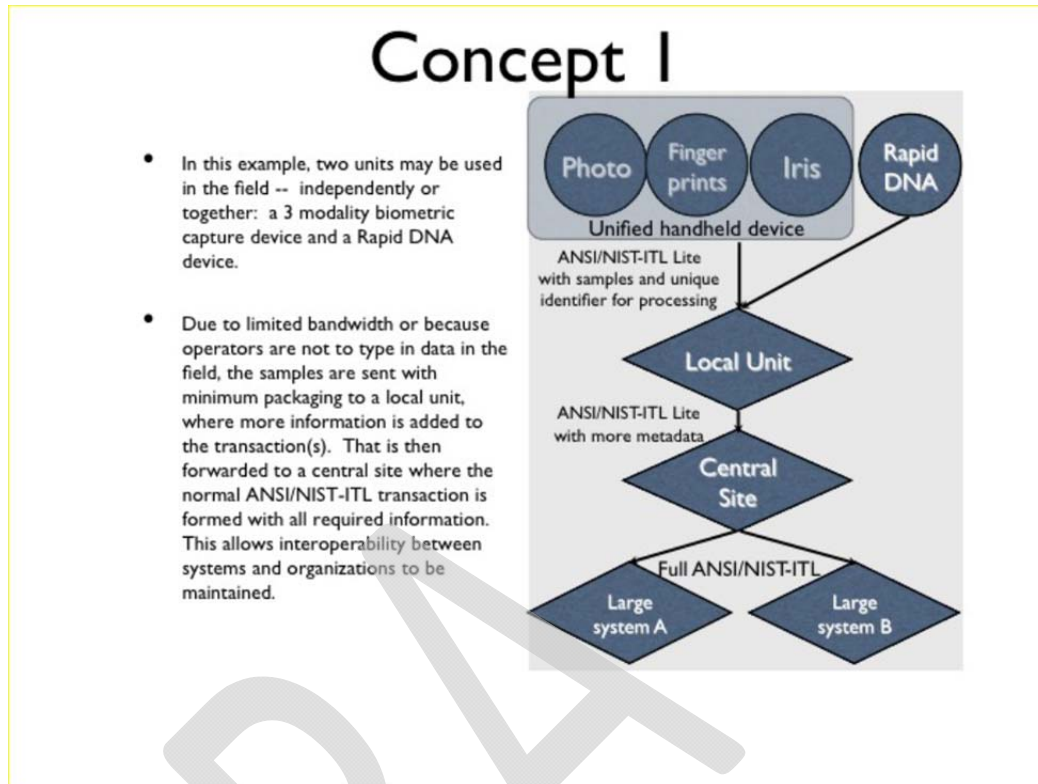 Concept 1
• In this example, two units may be used
in the field -- independently or
together: a 3 modality biometric
capture device and a Rapid DNA
device.
• Due to limited bandwidth or because
operators are not to type in data in the
field, the samples are sent with
minimum packaging to a local unit,
where more information is added to
the transaction(s). That is then
forwarded to a central site where the
normal ANSI/NIST-ITL transaction is
formed with all required information.
This allows interoperability between
systems and organizations to be
maintained.
Photo
Finger
prints
Iris
Rapid
DNA
Unified handheld device
ANSI/NIST-ITL Lite
with samples and unique
identifier for processing
Local Unit
ANSI/NIST-ITL Lite
with more metadata
Central
Site
Full ANSI/NIST-ITL
Large
system A
Large
system B